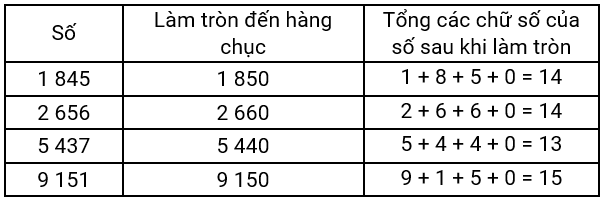 Số
Làm tròn đến hàng
chục
Tổng các chữ số của
số sau khi làm tròn
1 845
1 850
1 + 8 + 5 + 0 = 14
2 656
2 660
2 + 6 + 6 + 0 = 14
5 437
5 440
5 + 4 + 4 + 0 = 13
9 151
9 150
9 + 1 + 5 + 0 = 15